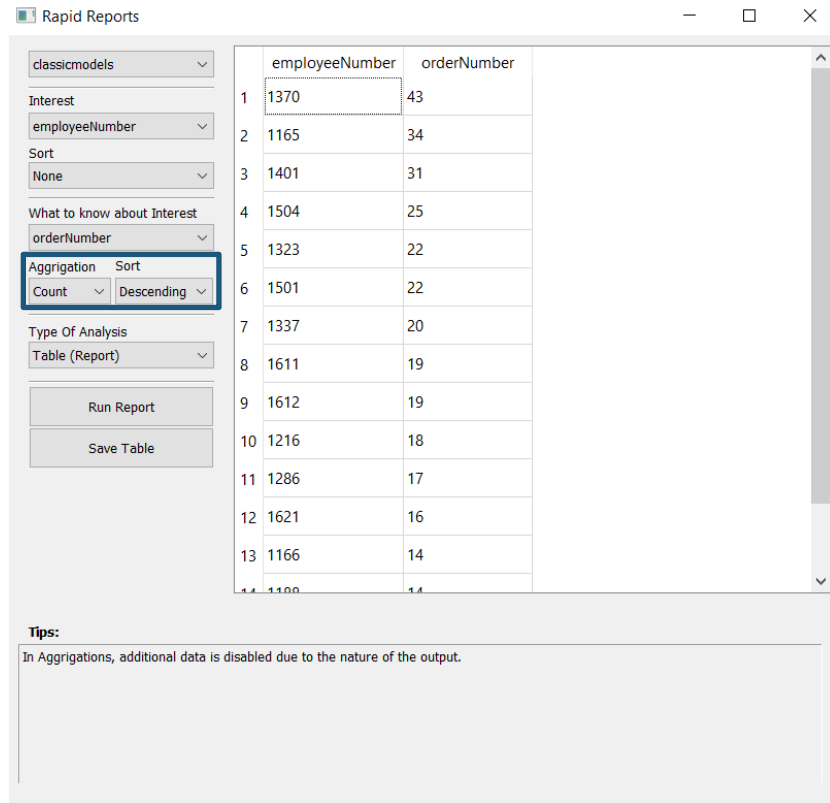 Rapid Reports
classicmodels
Interest
employeeNumber
Sort
None
What to know about Interest
orderNumber
Aggrigation Sort
Count Descending
Type Of Analysis
Table (Report)
Run Report
Save Table
employeeNumber orderNumber
1 1370 43
2 1165 34
3 1401 31
4 1504 25
5 1323 22
6 1501 22
7 1337 20
8 1611 19
9 1612 19
10 1216 18
11 1286 17
12 1621 16
13 1166 14
14 1188 14
Tips:
In Aggrigations, additional data is disabled due to the nature of the output.